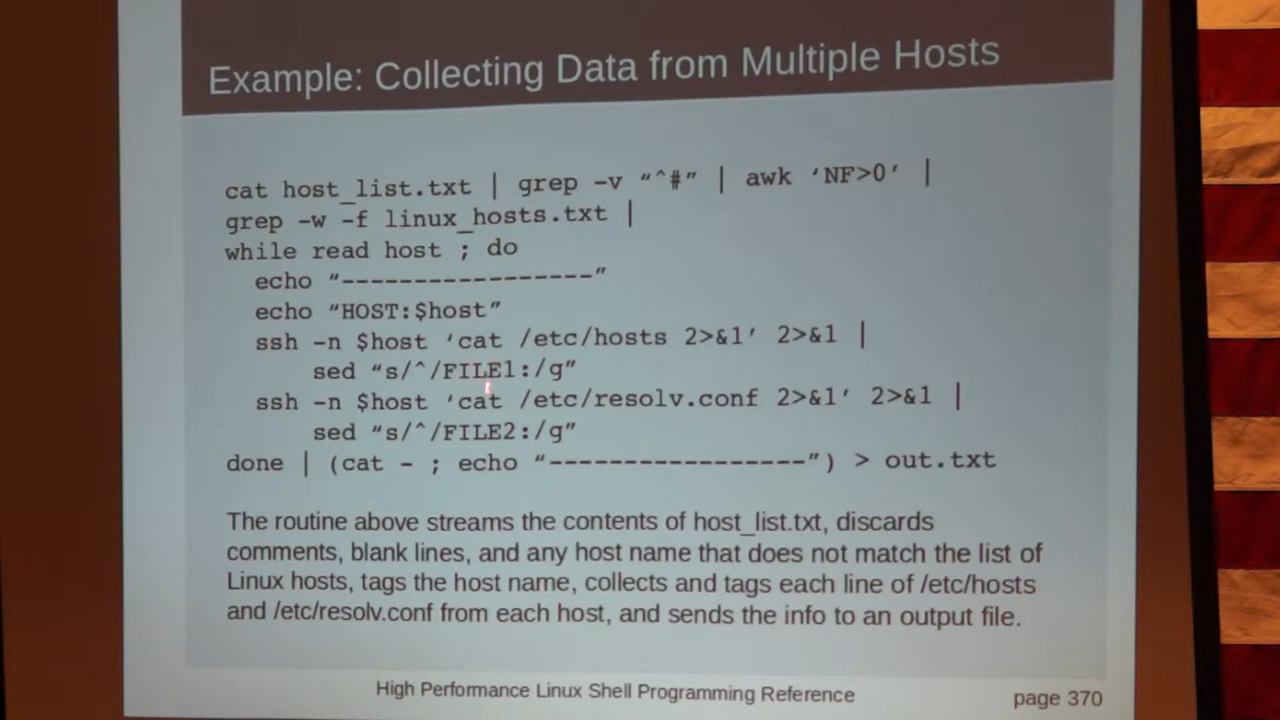 Example: Collecting Data from Multiple Hosts
cat host_list.txt | grep -v “^#” | awk ‘NF>0’ |
grep -w -f linux_hosts.txt |
while read host ; do
  echo “-----------------”
  echo “HOST:$host”
  ssh -n $host ‘cat /etc/hosts 2>&1’ 2>&1 |
      sed “s/^/FILE1:/g”
  ssh -n $host ‘cat /etc/resolv.conf 2>&1’ 2>&1 |
      sed “s/^/FILE2:/g”
done | (cat - ; echo “-----------------”) > out.txt
The routine above streams the contents of host_list.txt, discards
comments, blank lines, and any host name that does not match the list of
Linux hosts, tags the host name, collects and tags each line of /etc/hosts
and /etc/resolv.conf from each host, and sends the info to an output file.
High Performance Linux Shell Programming Reference
page 370